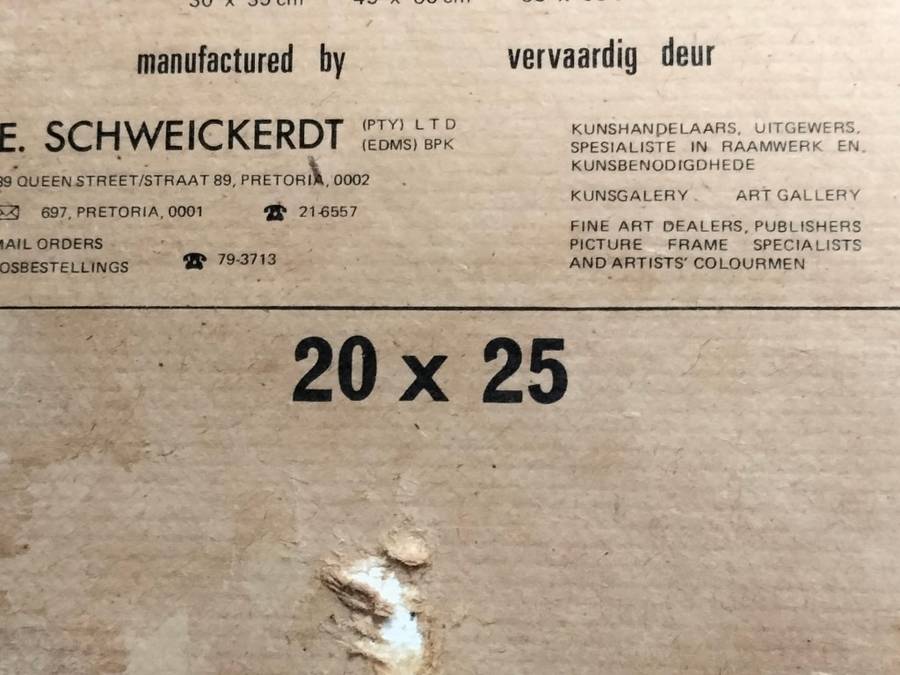 manufactured by vervaardig deur
E. SCHWEICKERDT (PTY) LTD
(EDMS) BPK
89 QUEEN STREET/STRAAT 89, PRETORIA, 0002
697, PRETORIA, 0001 21-6557
MAIL ORDERS
OSBESTELLINGS 79-3713
KUNSHANDELAARS, UITGEWERS,
SPESIALISTE IN RAAMWERK EN
KUNSBENODIGDHEDE
KUNSGALERY ART GALLERY
FINE ART DEALERS, PUBLISHERS
PICTURE FRAME SPECIALISTS
AND ARTISTS' COLOURMEN
20 x 25